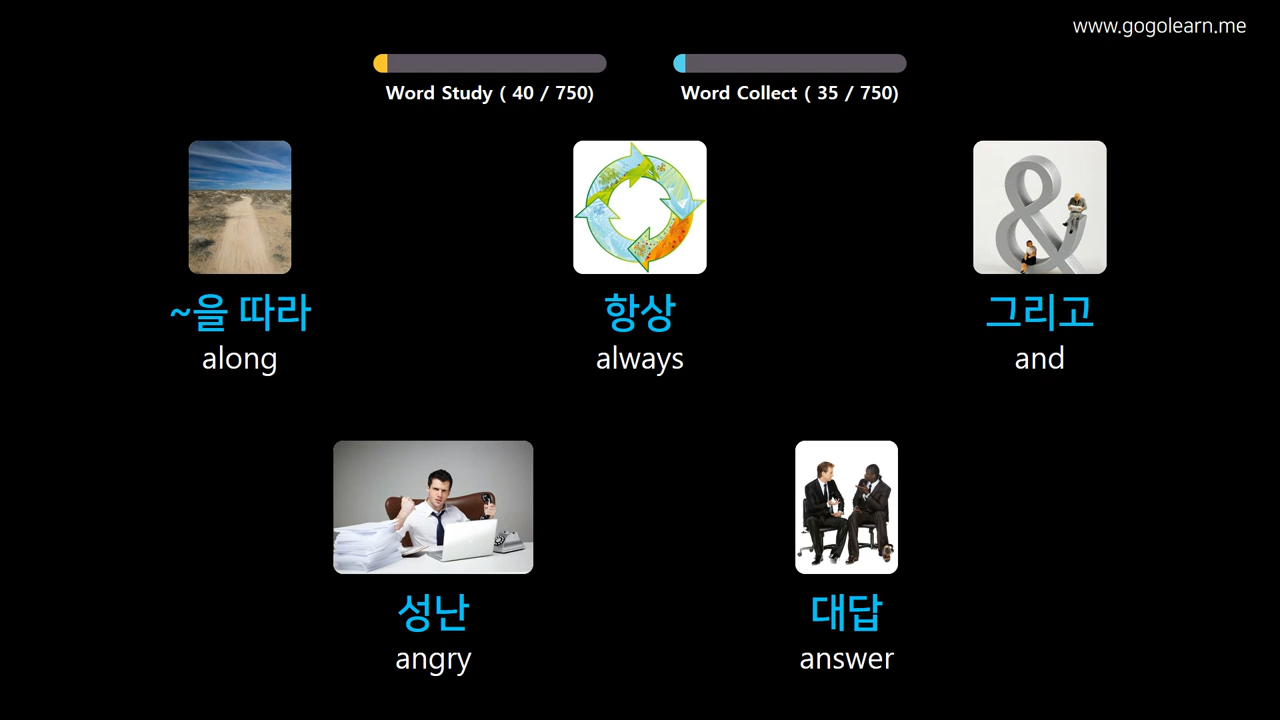 www.gogolearn.me
Word Study ( 40 / 750)
Word Collect ( 35 / 750)
~을 따라
along
항상
always
그리고
and
&
성난
angry
대답
answer